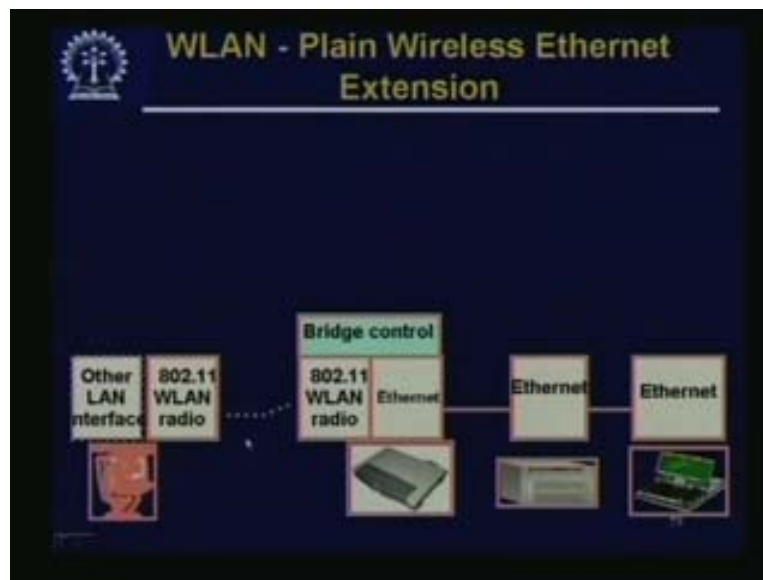 WLAN - Plain Wireless Ethernet
Extension
Bridge control
Other
LAN
nterface
802.11
WLAN
radio
802.11
WLAN
radio
Ethernet
Ethernet
Ethernet